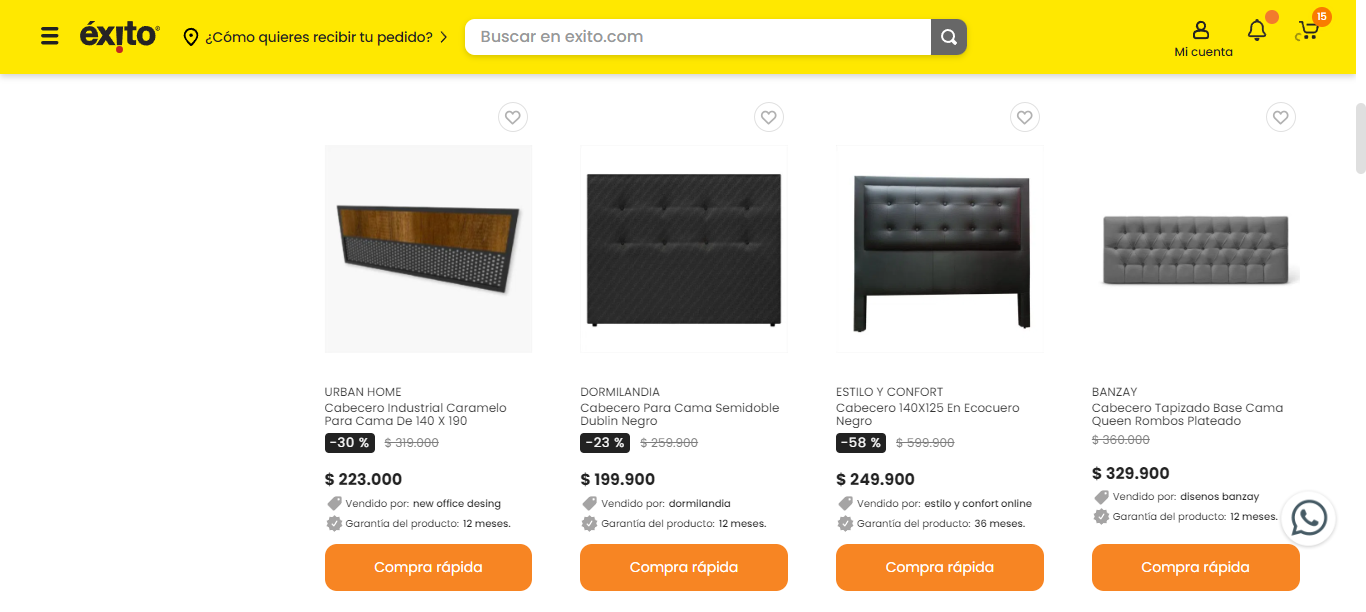 éxito
¿Cómo quieres recibir tu pedido?
Buscar en exito.com
Mi cuenta
15
URBAN HOME
Cabecero Industrial Caramelo
Para Cama De 140 X 190
-30 % $ 319.000
$ 223.000
Vendido por: new office desing
Garantía del producto: 12 meses.
Compra rápida
DORMILANDIA
Cabecero Para Cama Semidoble
Dublin Negro
-23 % $ 259.900
$ 199.900
Vendido por: dormilandia
Garantía del producto: 12 meses.
Compra rápida
ESTILO Y CONFORT
Cabecero 140X125 En Ecocuero
Negro
-58 % $ 599.900
$ 249.900
Vendido por: estilo y confort online
Garantía del producto: 36 meses.
Compra rápida
BANZAY
Cabecero Tapizado Base Cama
Queen Rombos Plateado
$ 360.000
$ 329.900
Vendido por: disenos banzay
Garantía del producto: 12 meses.
Compra rápida